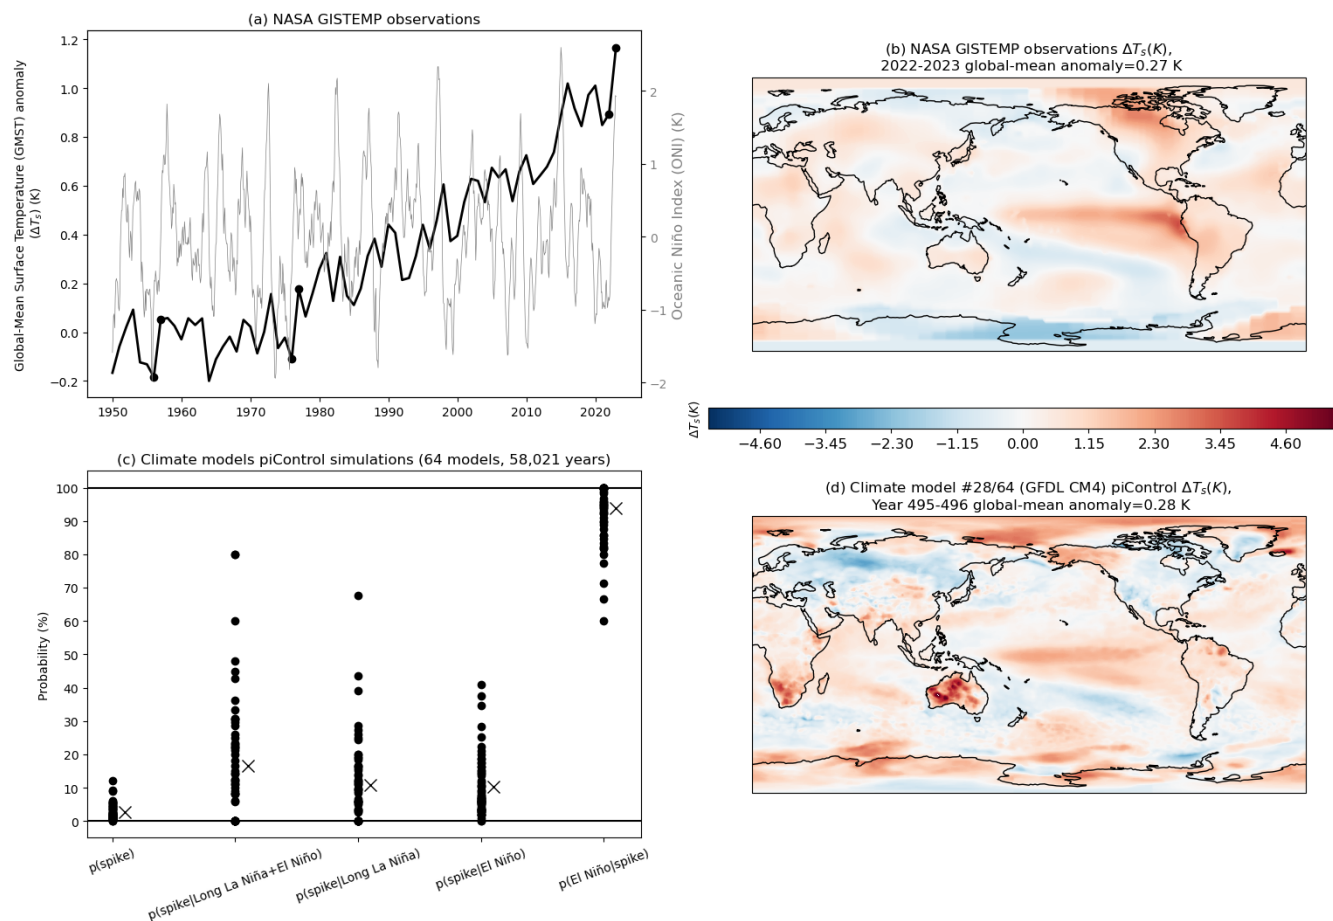 (a) NASA GISTEMP observations
Global-Mean Surface Temperature (GMST) anomaly
(ΔTs) (K)
1.2
1.0
0.8
0.6
0.4
0.2
0.0
−0.2
2
1
0
−1
−2
Oceanic Niño Index (ONI) (K)
1950
1960
1970
1980
1990
2000
2010
2020
(b) NASA GISTEMP observations ΔTs(K),
2022-2023 global-mean anomaly=0.27 K
ΔTs(K)
−4.60
−3.45
−2.30
−1.15
0.00
1.15
2.30
3.45
4.60
(c) Climate models piControl simulations (64 models, 58,021 years)
Probability (%)
100
90
80
70
60
50
40
30
20
10
0
p(spike)
p(spike|Long La Niña+El Niño)
p(spike|Long La Niña)
p(spike|El Niño)
p(El Niño|spike)
(d) Climate model #28/64 (GFDL CM4) piControl ΔTs(K),
Year 495-496 global-mean anomaly=0.28 K